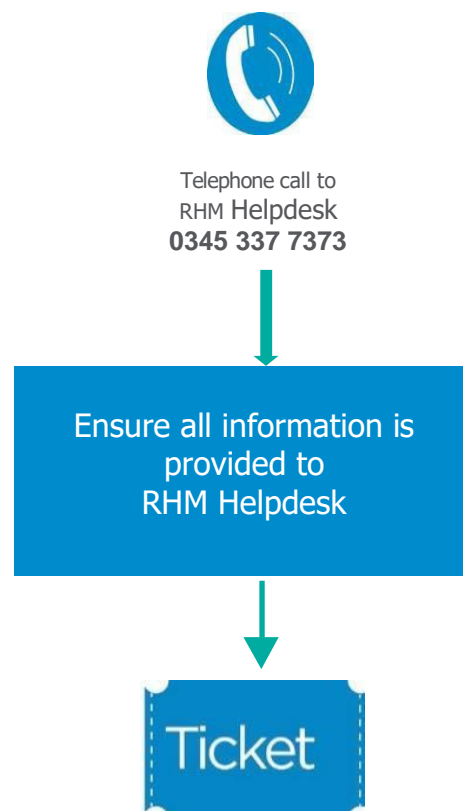 Telephone call to
RHM Helpdesk
0345 337 7373
Ensure all information is
provided to
RHM Helpdesk
Ticket